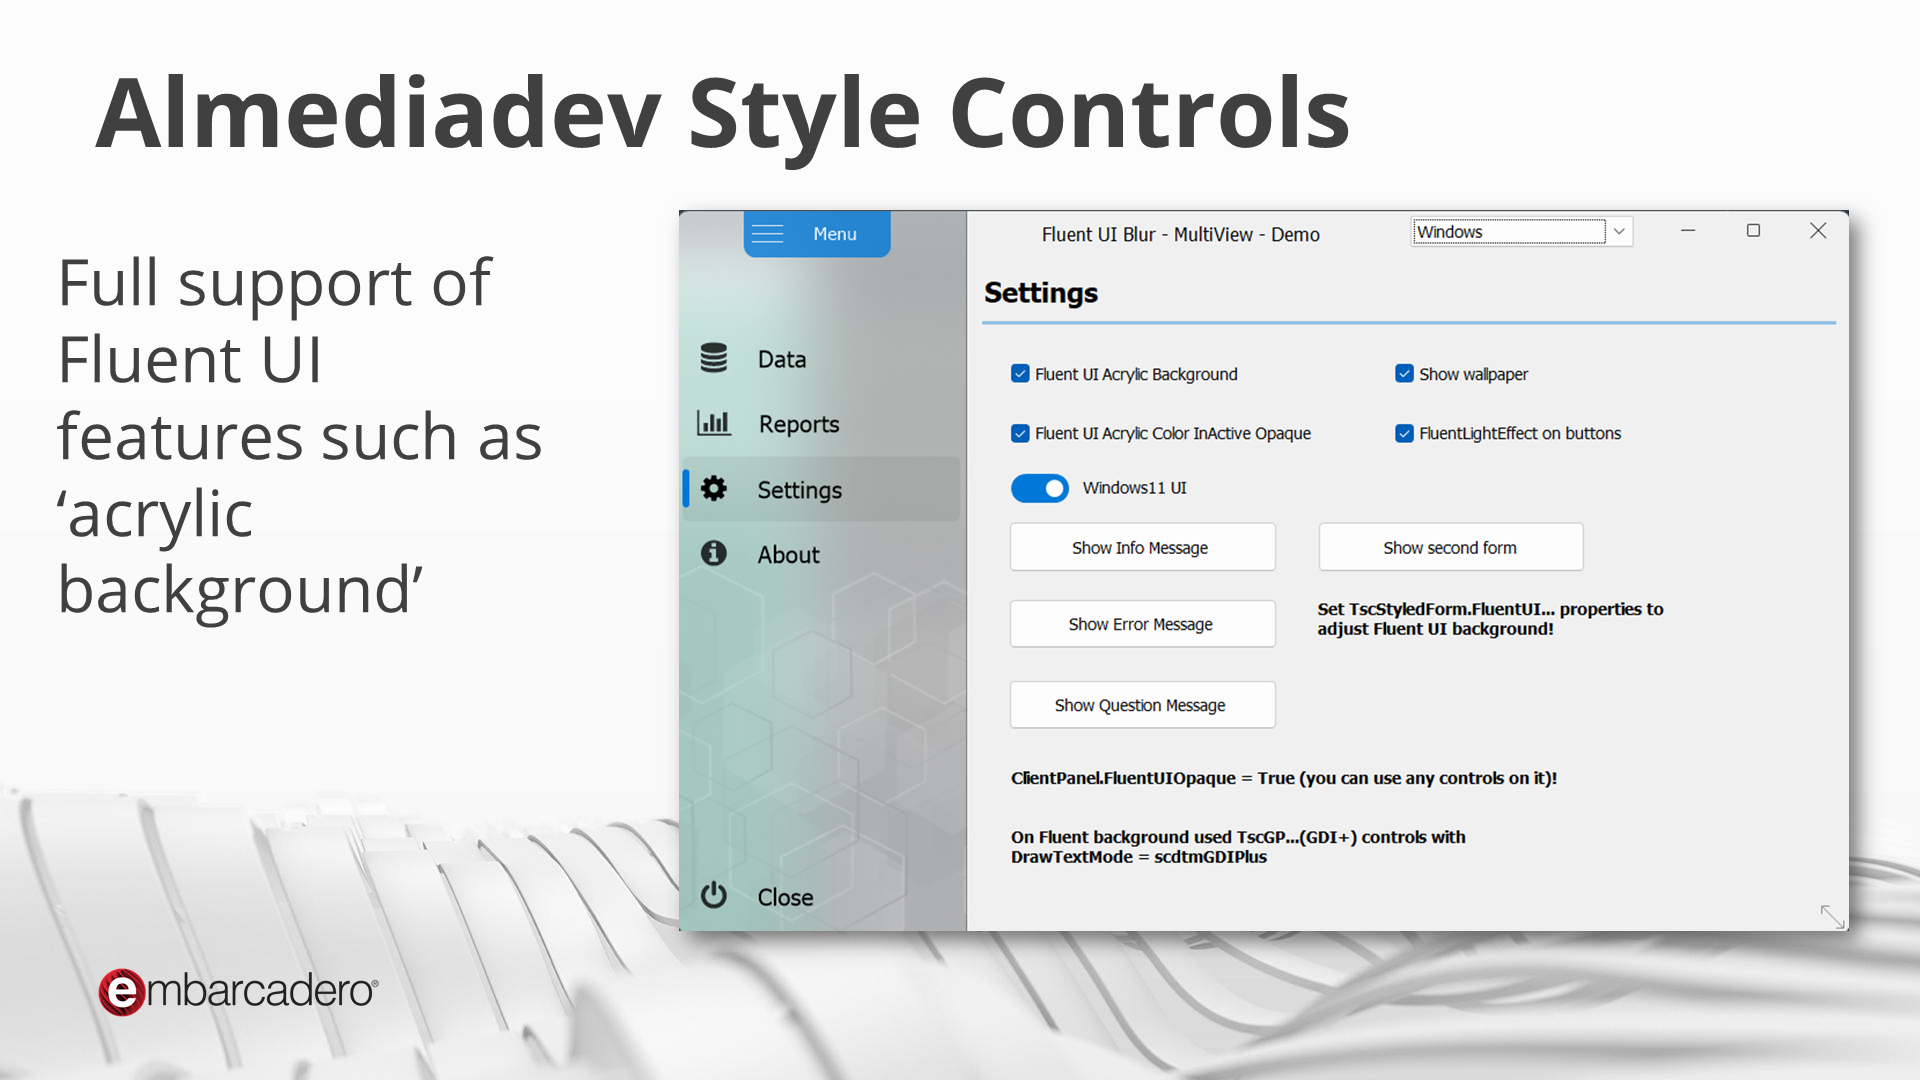 Almediadev Style Controls
Full support of
Fluent UI
features such as
‘acrylic
background’
Menu
Data
Reports
Settings
About
Close
Fluent UI Blur - MultiView - Demo
Windows
Settings
Fluent UI Acrylic Background
Show wallpaper
Fluent UI Acrylic Color InActive Opaque
FluentLightEffect on buttons
Windows11 UI
Show Info Message
Show second form
Show Error Message
Set TscStyledForm.FluentUI... properties to
adjust Fluent UI background!
Show Question Message
ClientPanel.FluentUIOpaque = True (you can use any controls on it)!
On Fluent background used TscGP...(GDI+) controls with
DrawTextMode = scdtmGDIPlus
embarcadero®